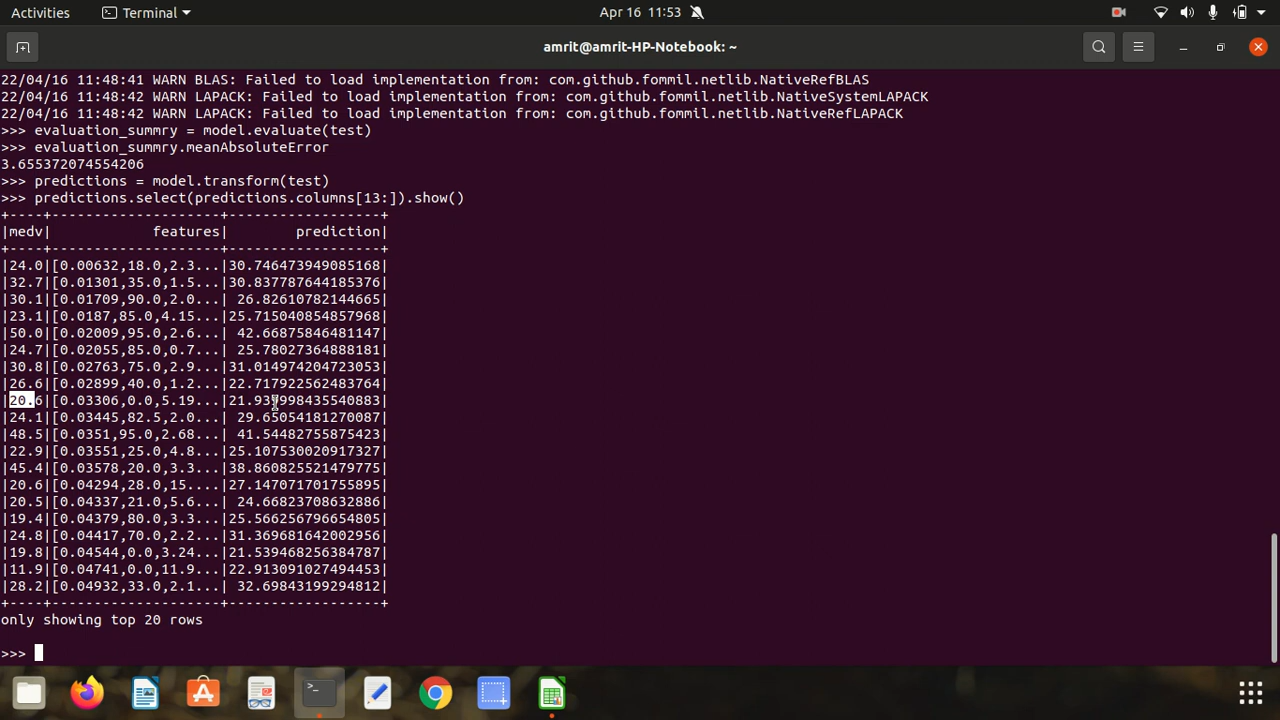 Activities Terminal Apr 16 11:53
amrit@amrit-HP-Notebook: ~
22/04/16 11:48:41 WARN BLAS: Failed to load implementation from: com.github.fommil.netlib.NativeRefBLAS
22/04/16 11:48:42 WARN LAPACK: Failed to load implementation from: com.github.fommil.netlib.NativeSystemLAPACK
22/04/16 11:48:42 WARN LAPACK: Failed to load implementation from: com.github.fommil.netlib.NativeRefLAPACK
>>> evaluation_summry = model.evaluate(test)
>>> evaluation_summry.meanAbsoluteError
3.655372074554206
>>> predictions = model.transform(test)
>>> predictions.select(predictions.columns[13:]).show()
+----+--------------------+------------------+
|medv|            features|        prediction|
+----+--------------------+------------------+
|24.0|[0.00632,18.0,2.3...|30.746473949085168|
|32.7|[0.01301,35.0,1.5...|30.837787644185376|
|30.1|[0.01709,90.0,2.0...| 26.82610782144665|
|23.1|[0.0187,85.0,4.15...|25.715040854857968|
|50.0|[0.02009,95.0,2.6...| 42.66875846481147|
|24.7|[0.02055,85.0,0.7...| 25.78027364888181|
|30.8|[0.02763,75.0,2.9...|31.014974204723053|
|26.6|[0.02899,40.0,1.2...|22.717922562483764|
|20.6|[0.03306,0.0,5.19...|21.937998435540883|
|24.1|[0.03445,82.5,2.0...| 29.65054181270087|
|48.5|[0.0351,95.0,2.68...| 41.54482755875423|
|22.9|[0.03551,25.0,4.8...|25.107530020917327|
|45.4|[0.03578,20.0,3.3...|38.860825521479775|
|20.6|[0.04294,28.0,15....|27.147071701755895|
|20.5|[0.04337,21.0,5.6...| 24.66823708632886|
|19.4|[0.04379,80.0,3.3...|25.566256796654805|
|24.8|[0.04417,70.0,2.2...|31.369681642002956|
|19.8|[0.04544,0.0,3.24...|21.539468256384787|
|11.9|[0.04741,0.0,11.9...|22.913091027494453|
|28.2|[0.04932,33.0,2.1...| 32.69843199294812|
+----+--------------------+------------------+
only showing top 20 rows
>>>